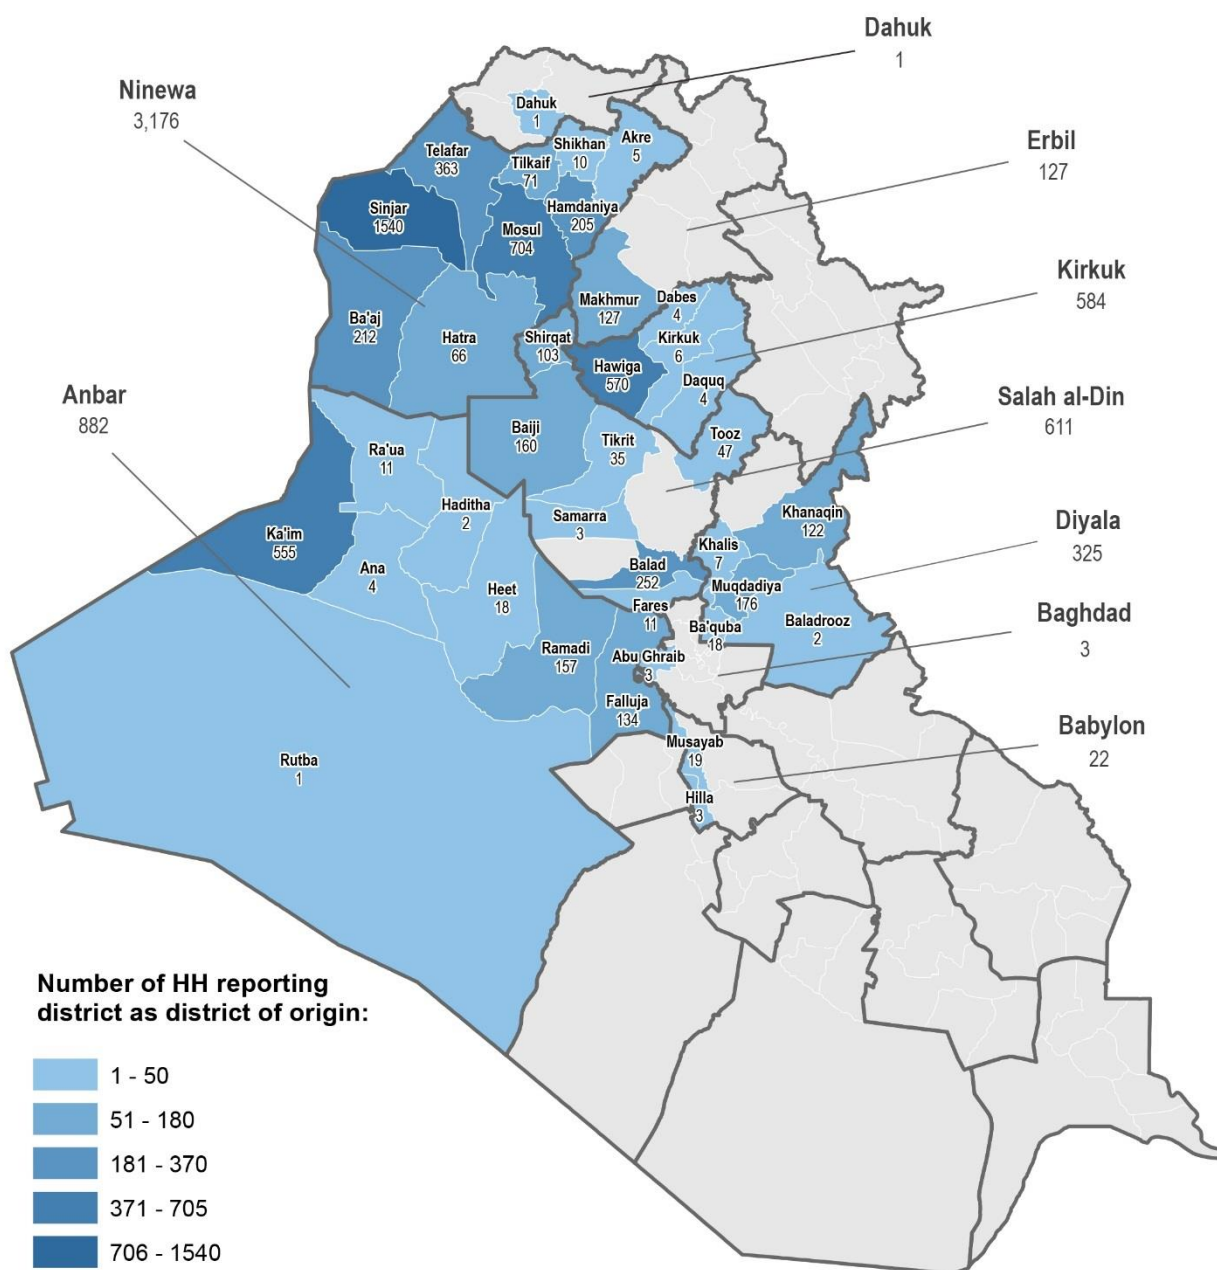 Dahuk
1
Ninewa
3,176
Dahuk
1
Erbil
127
Telafar
363
Tilkaif
71
Shikhan
10
Akre
5
Sinjar
1540
Mosul
704
Hamdaniya
205
Kirkuk
584
Ba'aj
212
Hatra
66
Makhmur
127
Dabes
4
Shirqat
103
Kirkuk
6
Hawiga
570
Daquq
4
Anbar
882
Salah al-Din
611
Ra'ua
11
Baiji
160
Tikrit
35
Tooz
47
Haditha
2
Samarra
3
Khanaqin
122
Diyala
325
Ka'im
555
Ana
4
Khalis
7
Balad
252
Heet
18
Muqdadiya
176
Fares
11
Ba'quba
18
Baladrooz
2
Baghdad
3
Ramadi
157
Abu Ghraib
3
Falluja
134
Babylon
22
Rutba
1
Musayab
19
Hilla
3
Number of HH reporting
district as district of origin:
1 - 50
51 - 180
181 - 370
371 - 705
706 - 1540